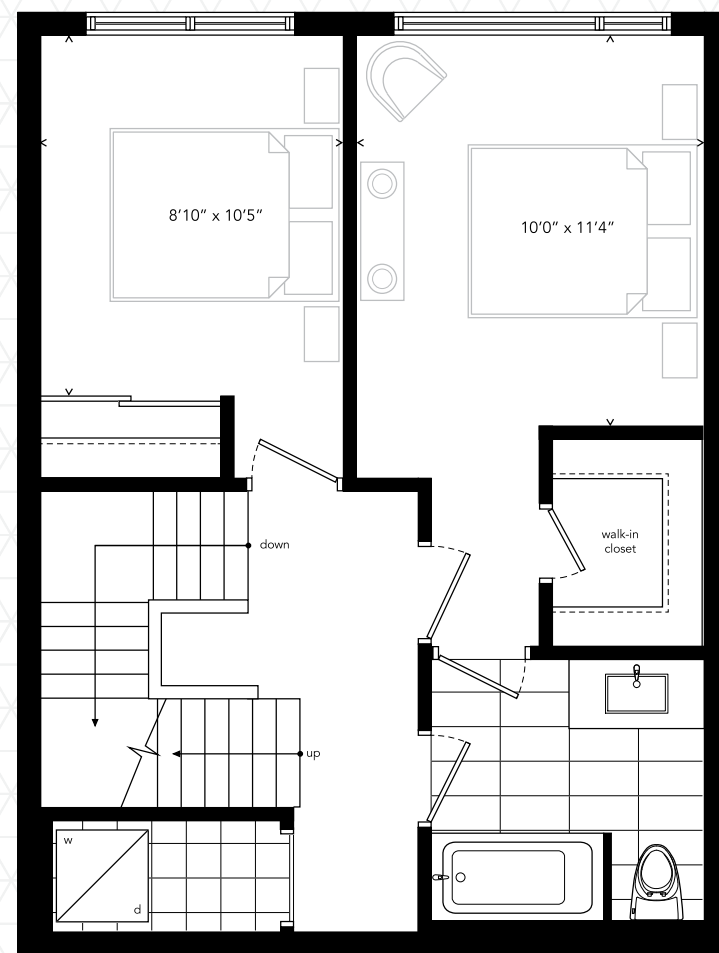 8’10” x 10’5”
10’0” x 11’4”
walk-in
closet
down
up
w
d